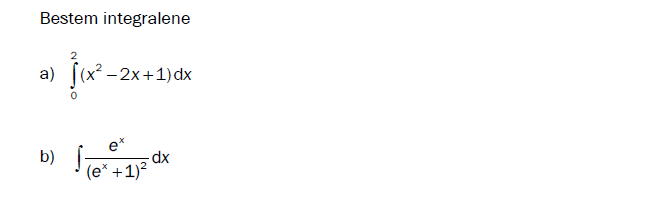 Bestem integralene
a) ∫₀² (x² – 2x + 1) dx
b) ∫ eˣ / (eˣ + 1)² dx